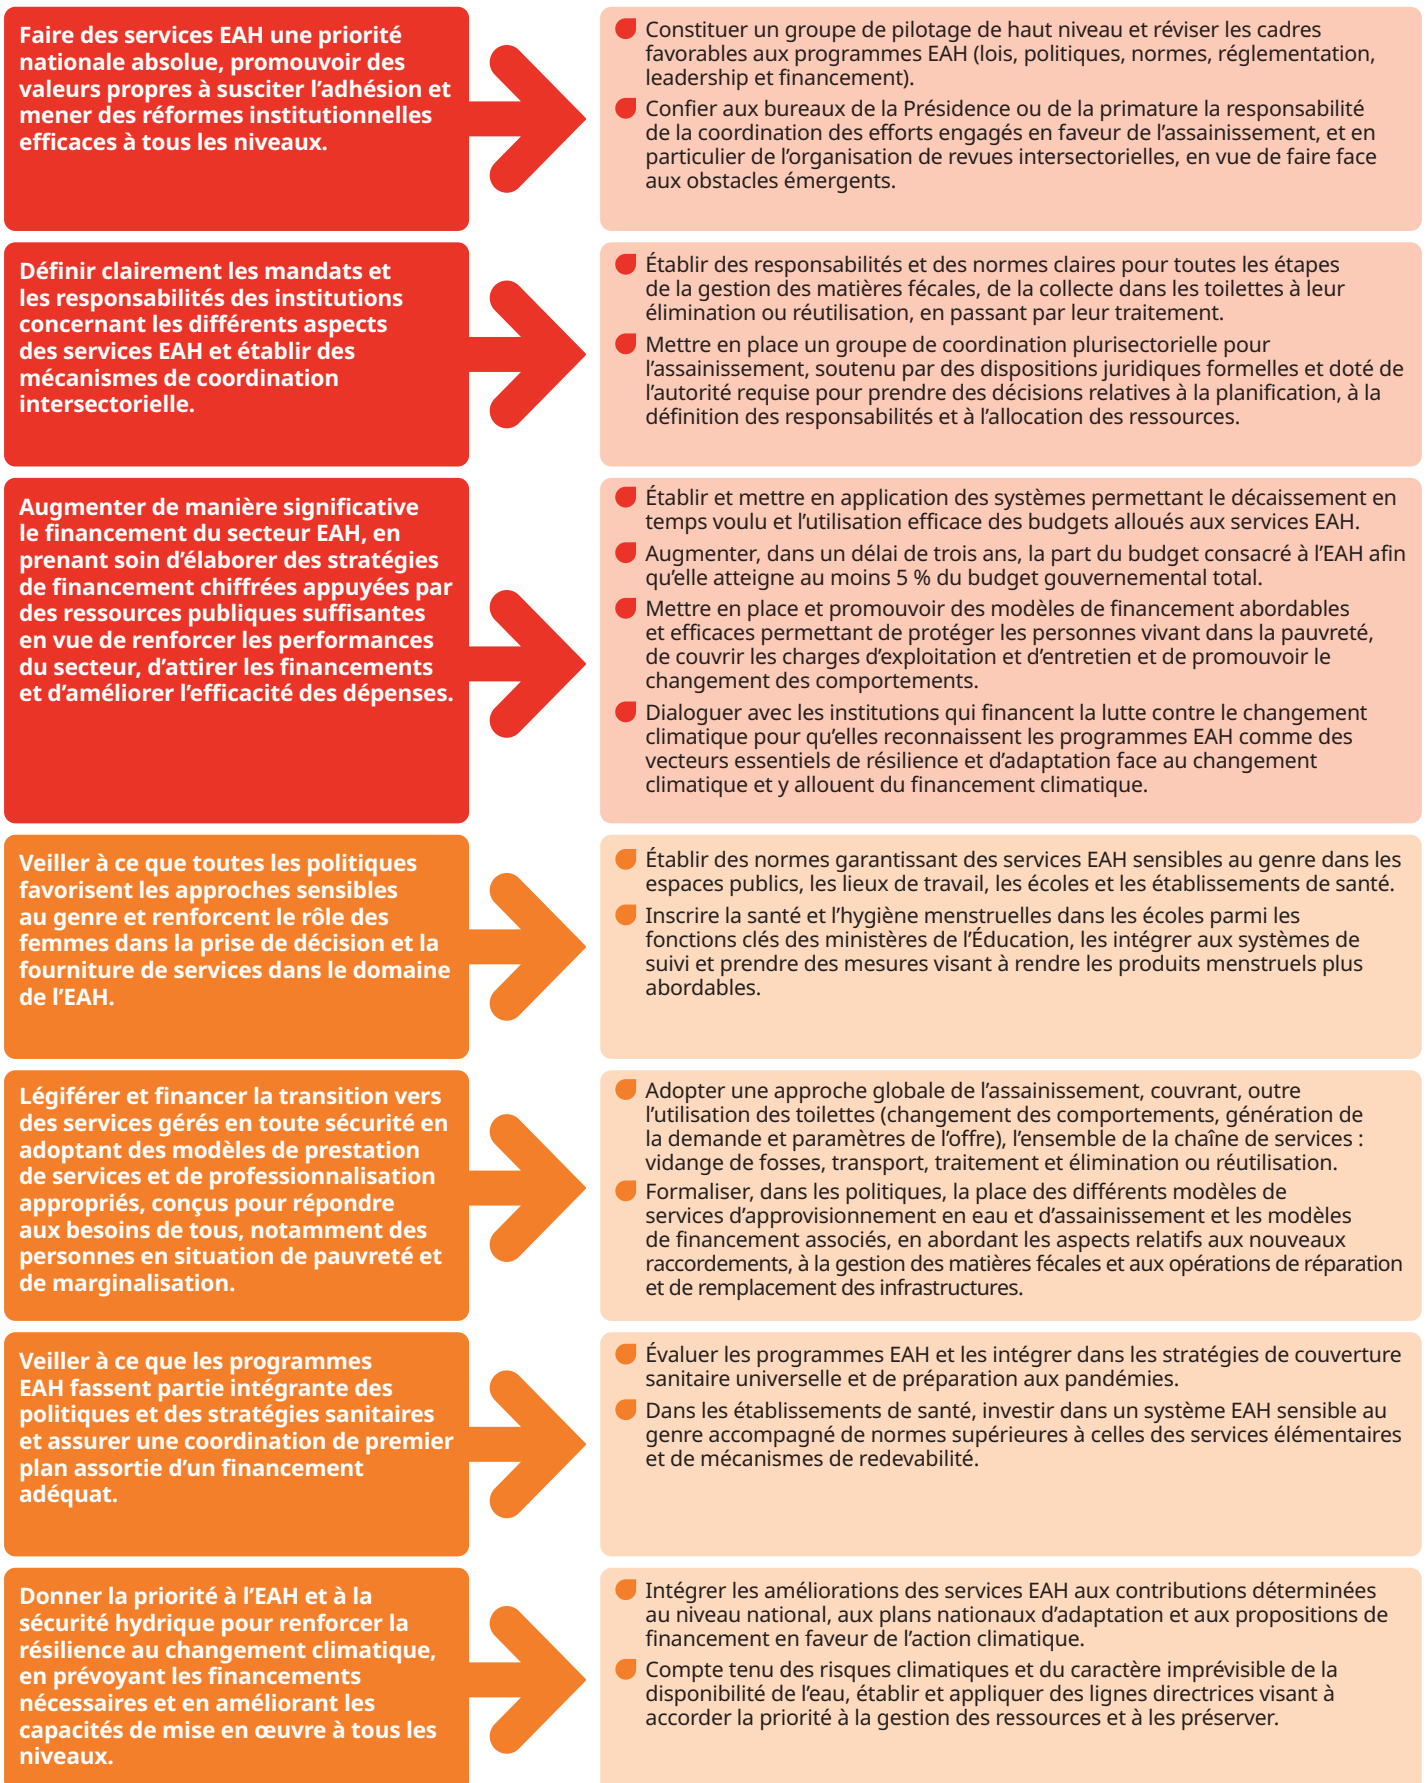 Faire des services EAH une priorité
nationale absolue, promouvoir des
valeurs propres à susciter l’adhésion et
mener des réformes institutionnelles
efficaces à tous les niveaux.
Constituer un groupe de pilotage de haut niveau et réviser les cadres
favorables aux programmes EAH (lois, politiques, normes, réglementation,
leadership et financement).
Confier aux bureaux de la Présidence ou de la primature la responsabilité
de la coordination des efforts engagés en faveur de l’assainissement, et en
particulier de l’organisation de revues intersectorielles, en vue de faire face
aux obstacles émergents.
Définir clairement les mandats et
les responsabilités des institutions
concernant les différents aspects
des services EAH et établir des
mécanismes de coordination
intersectorielle.
Établir des responsabilités et des normes claires pour toutes les étapes
de la gestion des matières fécales, de la collecte dans les toilettes à leur
élimination ou réutilisation, en passant par leur traitement.
Mettre en place un groupe de coordination plurisectorielle pour
l’assainissement, soutenu par des dispositions juridiques formelles et doté de
l’autorité requise pour prendre des décisions relatives à la planification, à la
définition des responsabilités et à l’allocation des ressources.
Augmenter de manière significative
le financement du secteur EAH, en
prenant soin d’élaborer des stratégies
de financement chiffrées appuyées par
des ressources publiques suffisantes
en vue de renforcer les performances
du secteur, d’attirer les financements
et d’améliorer l’efficacité des dépenses.
Établir et mettre en application des systèmes permettant le décaissement en
temps voulu et l’utilisation efficace des budgets alloués aux services EAH.
Augmenter, dans un délai de trois ans, la part du budget consacré à l’EAH afin
qu’elle atteigne au moins 5 % du budget gouvernemental total.
Mettre en place et promouvoir des modèles de financement abordables
et efficaces permettant de protéger les personnes vivant dans la pauvreté,
de couvrir les charges d’exploitation et d’entretien et de promouvoir le
changement des comportements.
Dialoguer avec les institutions qui financent la lutte contre le changement
climatique pour qu’elles reconnaissent les programmes EAH comme des
vecteurs essentiels de résilience et d’adaptation face au changement
climatique et y allouent du financement climatique.
Veiller à ce que toutes les politiques
favorisent les approches sensibles
au genre et renforcent le rôle des
femmes dans la prise de décision et la
fourniture de services dans le domaine
de l’EAH.
Établir des normes garantissant des services EAH sensibles au genre dans les
espaces publics, les lieux de travail, les écoles et les établissements de santé.
Inscrire la santé et l’hygiène menstruelles dans les écoles parmi les
fonctions clés des ministères de l’Éducation, les intégrer aux systèmes de
suivi et prendre des mesures visant à rendre les produits menstruels plus
abordables.
Légiférer et financer la transition vers
des services gérés en toute sécurité en
adoptant des modèles de prestation
de services et de professionnalisation
appropriés, conçus pour répondre
aux besoins de tous, notamment des
personnes en situation de pauvreté et
de marginalisation.
Adopter une approche globale de l’assainissement, couvrant, outre
l’utilisation des toilettes (changement des comportements, génération de
la demande et paramètres de l’offre), l’ensemble de la chaîne de services :
vidange de fosses, transport, traitement et élimination ou réutilisation.
Formaliser, dans les politiques, la place des différents modèles de
services d’approvisionnement en eau et d’assainissement et les modèles
de financement associés, en abordant les aspects relatifs aux nouveaux
raccordements, à la gestion des matières fécales et aux opérations de réparation
et de remplacement des infrastructures.
Veiller à ce que les programmes
EAH fassent partie intégrante des
politiques et des stratégies sanitaires
et assurer une coordination de premier
plan assortie d’un financement
adéquat.
Évaluer les programmes EAH et les intégrer dans les stratégies de couverture
sanitaire universelle et de préparation aux pandémies.
Dans les établissements de santé, investir dans un système EAH sensible au
genre accompagné de normes supérieures à celles des services élémentaires
et de mécanismes de redevabilité.
Donner la priorité à l’EAH et à la
sécurité hydrique pour renforcer la
résilience au changement climatique,
en prévoyant les financements
nécessaires et en améliorant les
capacités de mise en œuvre à tous les
niveaux.
Intégrer les améliorations des services EAH aux contributions déterminées
au niveau national, aux plans nationaux d’adaptation et aux propositions de
financement en faveur de l’action climatique.
Compte tenu des risques climatiques et du caractère imprévisible de la
disponibilité de l’eau, établir et appliquer des lignes directrices visant à
accorder la priorité à la gestion des ressources et à les préserver.